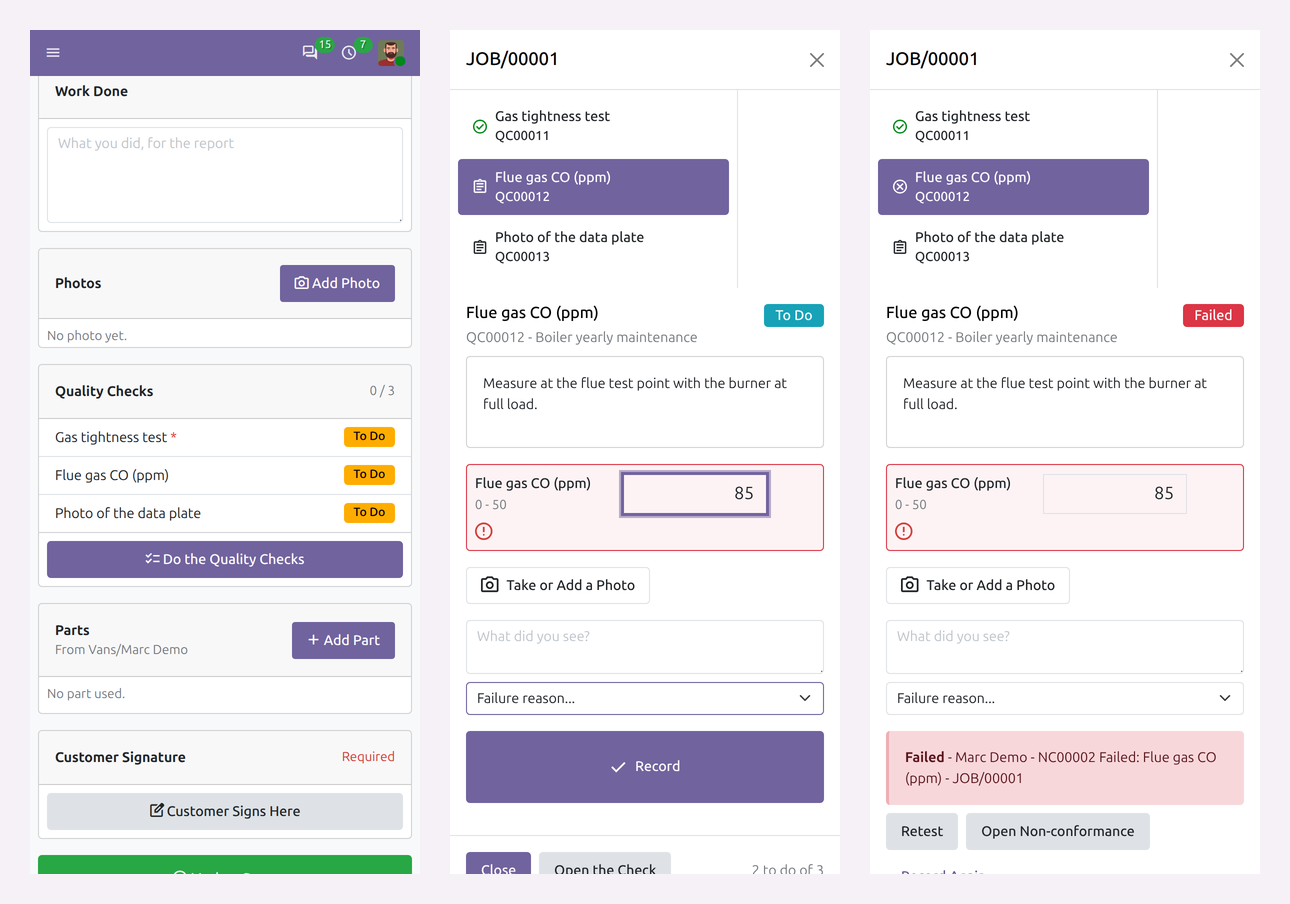 15
7
Work Done
What you did, for the report
Photos
Add Photo
No photo yet.
Quality Checks
0 / 3
Gas tightness test *
To Do
Flue gas CO (ppm)
To Do
Photo of the data plate
To Do
Do the Quality Checks
Parts
From Vans/Marc Demo
+ Add Part
No part used.
Customer Signature
Required
Customer Signs Here
JOB/00001
Gas tightness test
QC00011
Flue gas CO (ppm)
QC00012
Photo of the data plate
QC00013
Flue gas CO (ppm)
To Do
QC00012 - Boiler yearly maintenance
Measure at the flue test point with the burner at
full load.
Flue gas CO (ppm)
85
0 - 50
Take or Add a Photo
What did you see?
Failure reason...
Record
Close
Open the Check
2 to do of 3
JOB/00001
Gas tightness test
QC00011
Flue gas CO (ppm)
QC00012
Photo of the data plate
QC00013
Flue gas CO (ppm)
Failed
QC00012 - Boiler yearly maintenance
Measure at the flue test point with the burner at
full load.
Flue gas CO (ppm)
85
0 - 50
Take or Add a Photo
What did you see?
Failure reason...
Failed - Marc Demo - NC00002 Failed: Flue gas CO
(ppm) - JOB/00001
Retest
Open Non-conformance